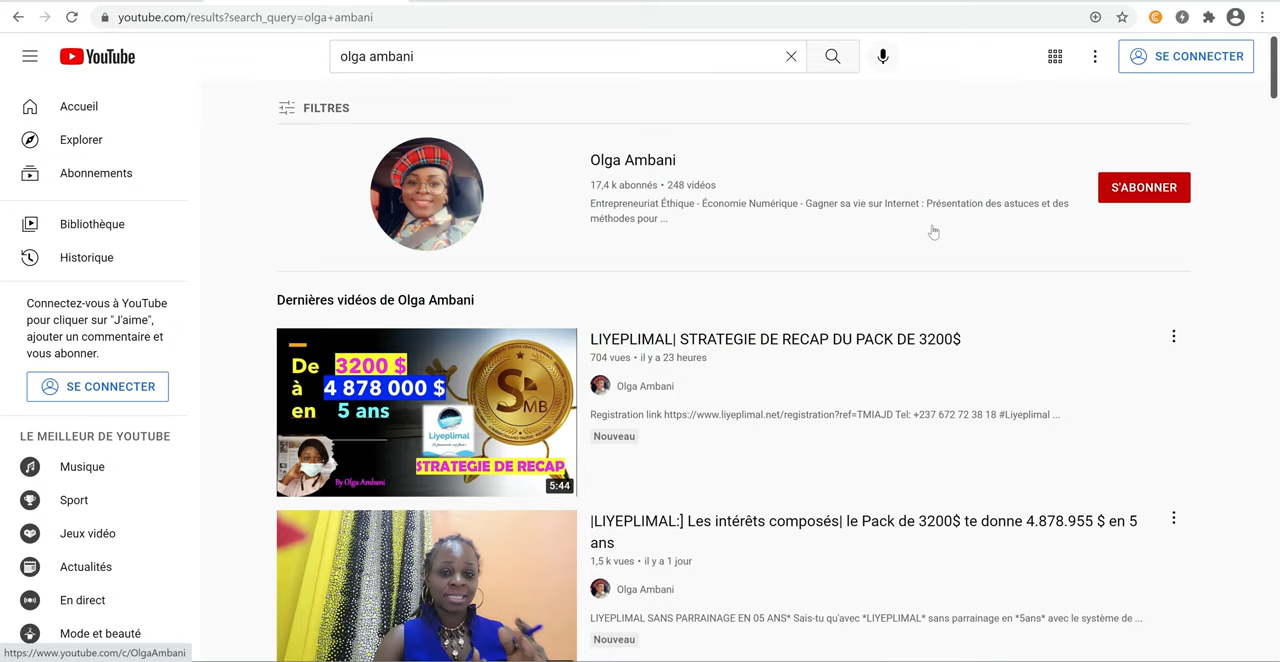 youtube.com/results?search_query=olga+ambani
YouTube
olga ambani
SE CONNECTER
Accueil
Explorer
Abonnements
Bibliothèque
Historique
Connectez-vous à YouTube
pour cliquer sur "J'aime",
ajouter un commentaire et
vous abonner.
SE CONNECTER
LE MEILLEUR DE YOUTUBE
Musique
Sport
Jeux vidéo
Actualités
En direct
Mode et beauté
https://www.youtube.com/c/OlgaAmbani
FILTRES
Olga Ambani
17,4 k abonnés • 248 vidéos
Entrepreneuriat Éthique - Économie Numérique - Gagner sa vie sur Internet : Présentation des astuces et des
méthodes pour ...
S'ABONNER
Dernières vidéos de Olga Ambani
De 3200 $
à 4 878 000 $
en 5 ans
SMB
Liyeplimal
STRATEGIE DE RECAP
By Olga Ambani
5:44
LIYEPLIMAL| STRATEGIE DE RECAP DU PACK DE 3200$
704 vues • il y a 23 heures
Olga Ambani
Registration link https://www.liyeplimal.net/registration?ref=TMIAJD Tel: +237 672 72 38 18 #Liyeplimal ...
Nouveau
|LIYEPLIMAL:] Les intérêts composés| le Pack de 3200$ te donne 4.878.955 $ en 5
ans
1,5 k vues • il y a 1 jour
Olga Ambani
LIYEPLIMAL SANS PARRAINAGE EN 05 ANS* Sais-tu qu'avec *LIYEPLIMAL* sans parrainage en *5ans* avec le système de ...
Nouveau